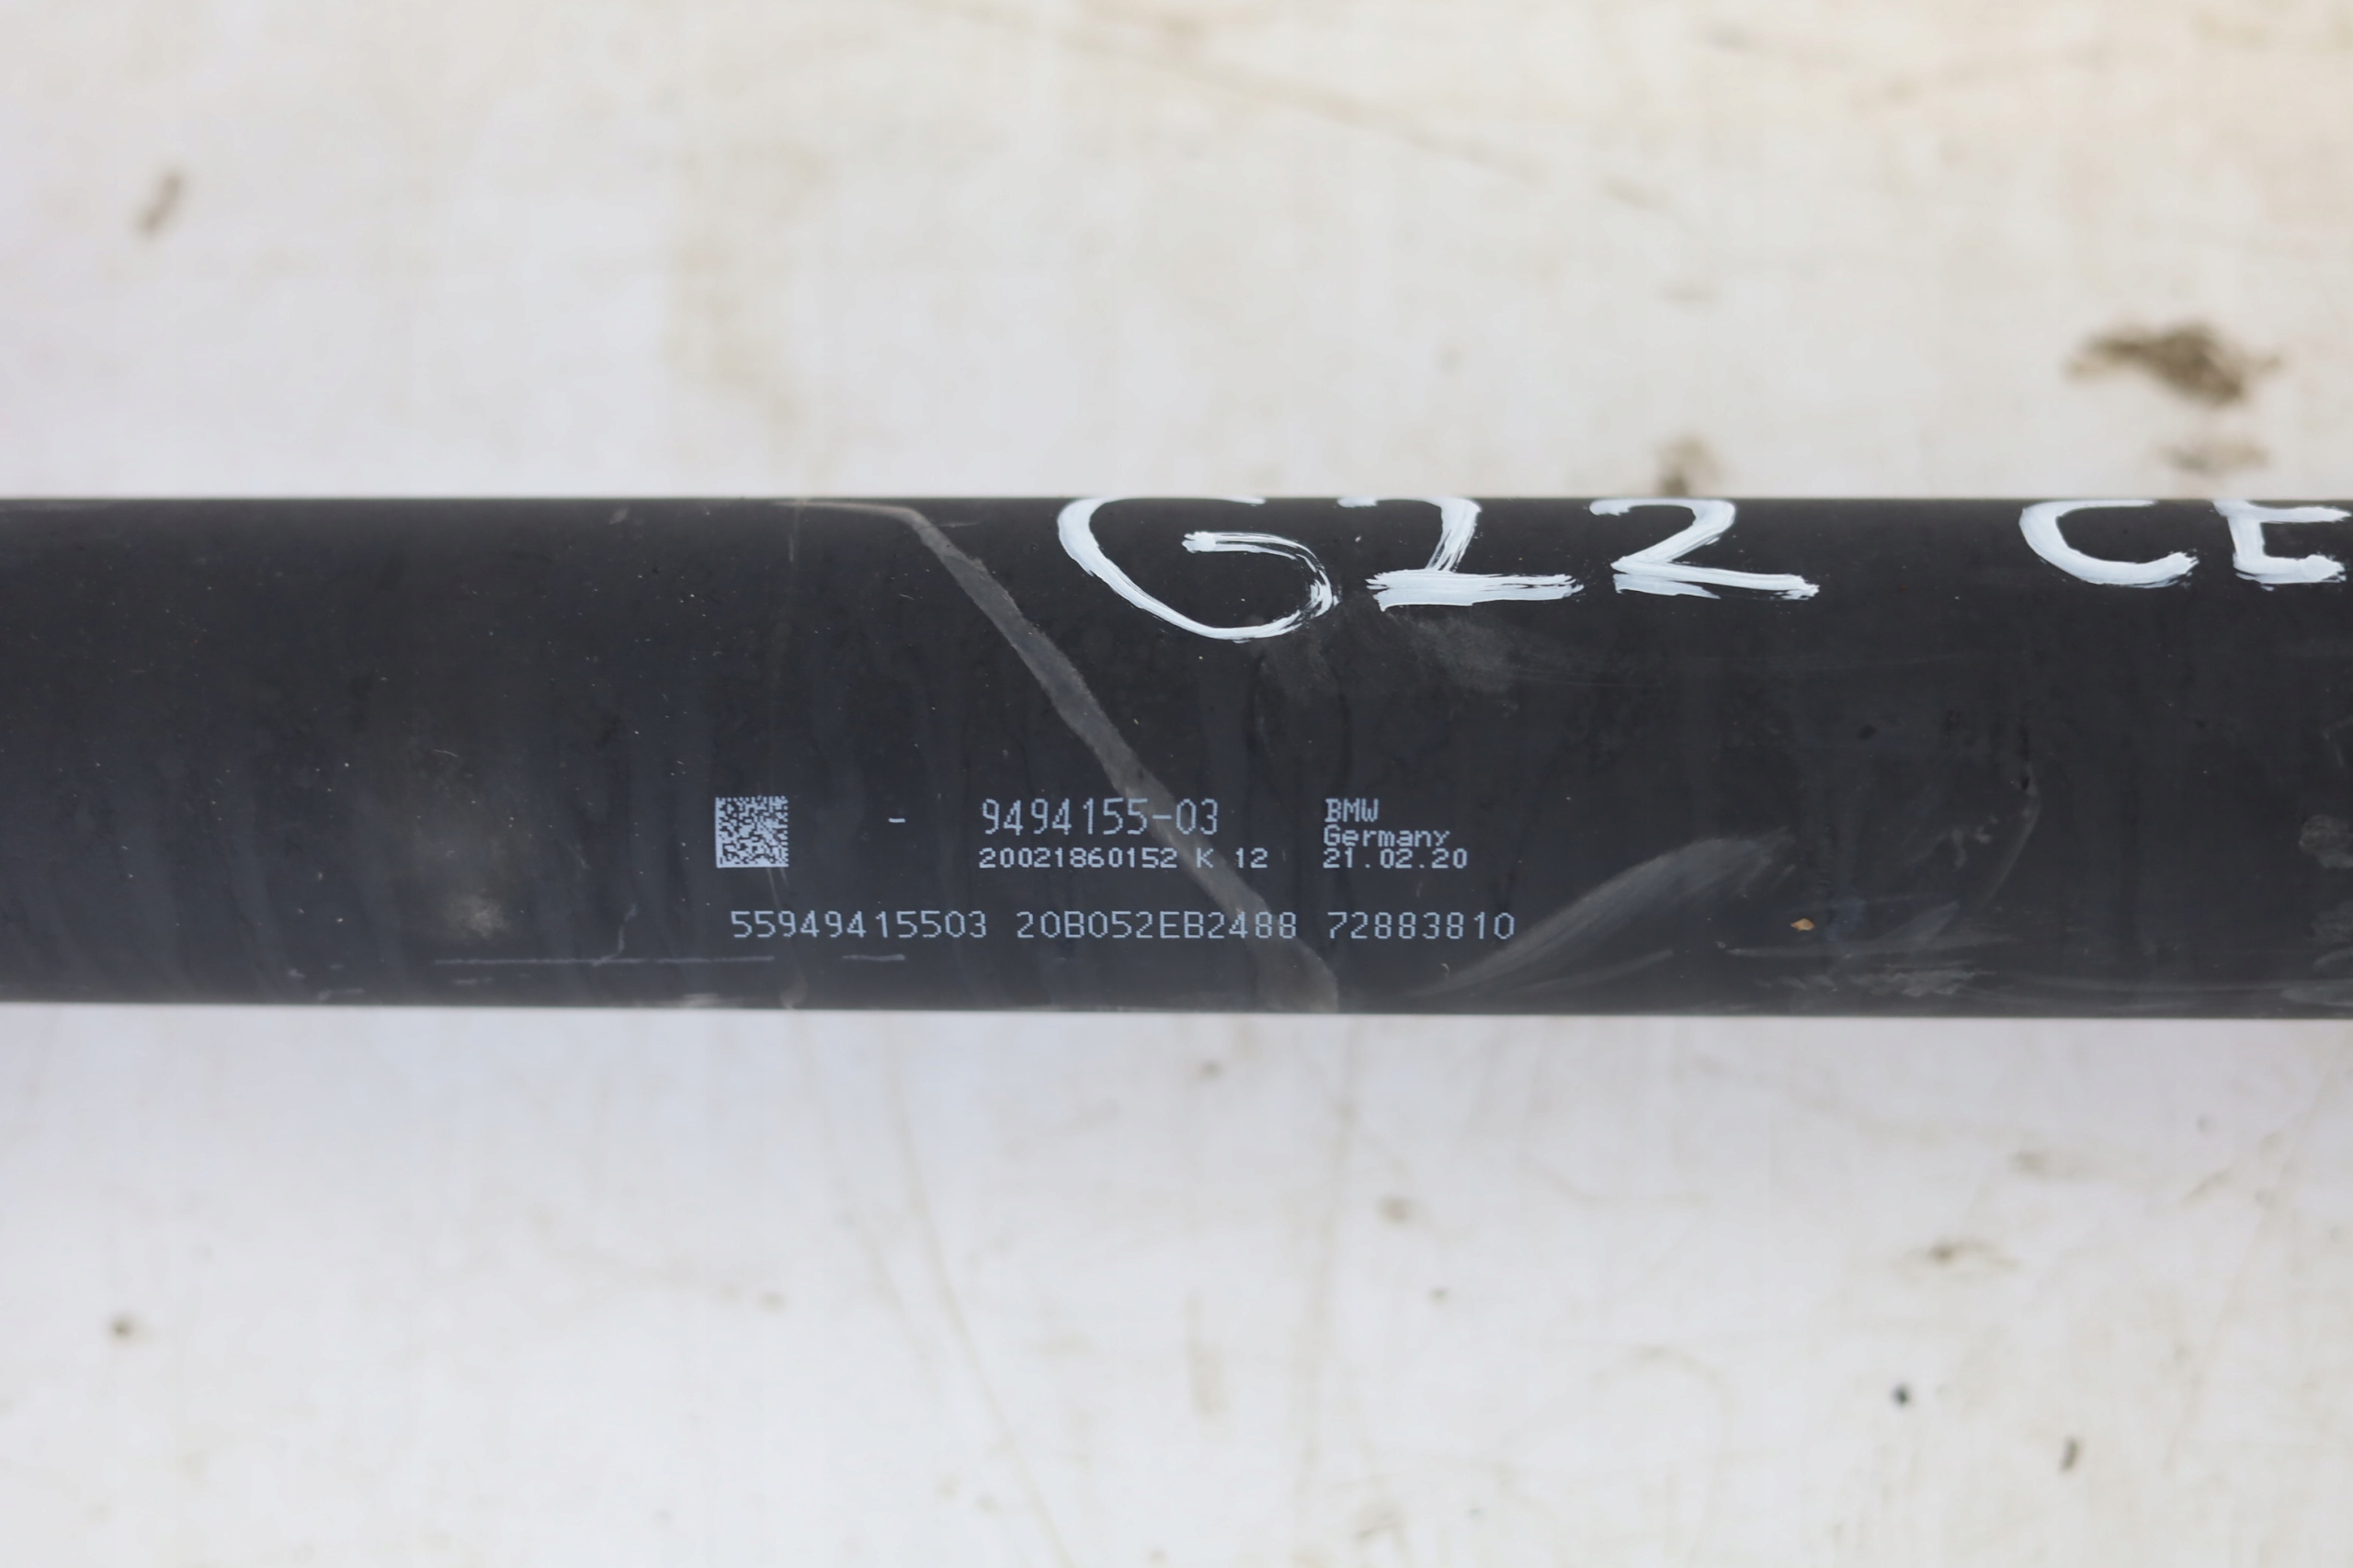 G22 CE
- 9494155-03 BMW
Germany
20021860152 K 12 21.02.20
55949415503 20B052EB2488 72883810